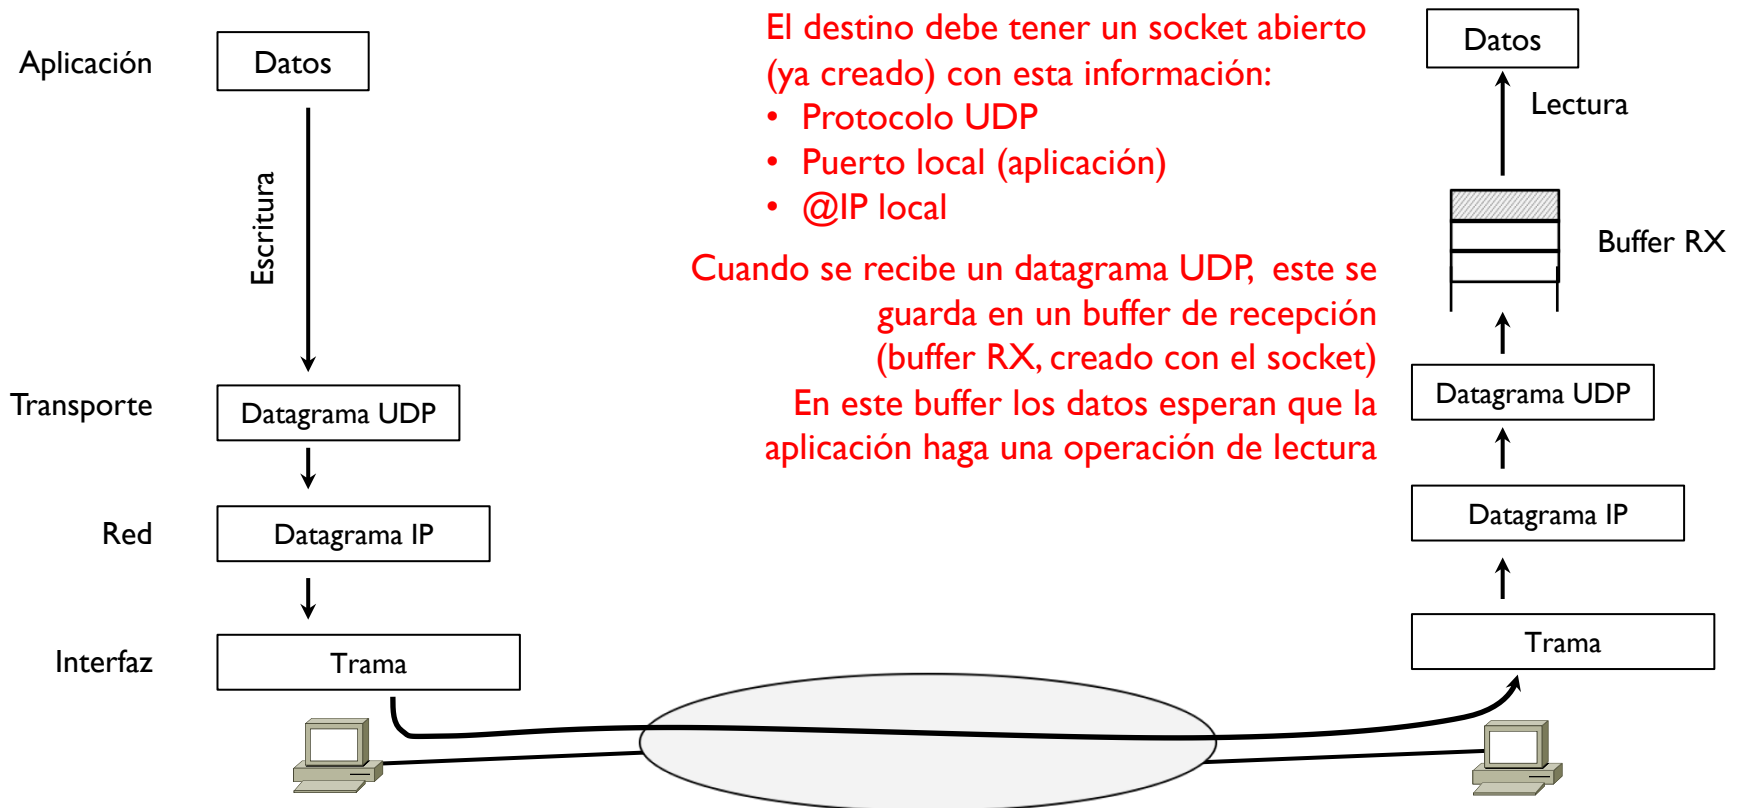 Aplicación
Datos
Escritura
Transporte
Datagrama UDP
Red
Datagrama IP
Interfaz
Trama
El destino debe tener un socket abierto
(ya creado) con esta información:
• Protocolo UDP
• Puerto local (aplicación)
• @IP local
Cuando se recibe un datagrama UDP, este se
guarda en un buffer de recepción
(buffer RX, creado con el socket)
En este buffer los datos esperan que la
aplicación haga una operación de lectura
Datos
Lectura
Buffer RX
Datagrama UDP
Datagrama IP
Trama